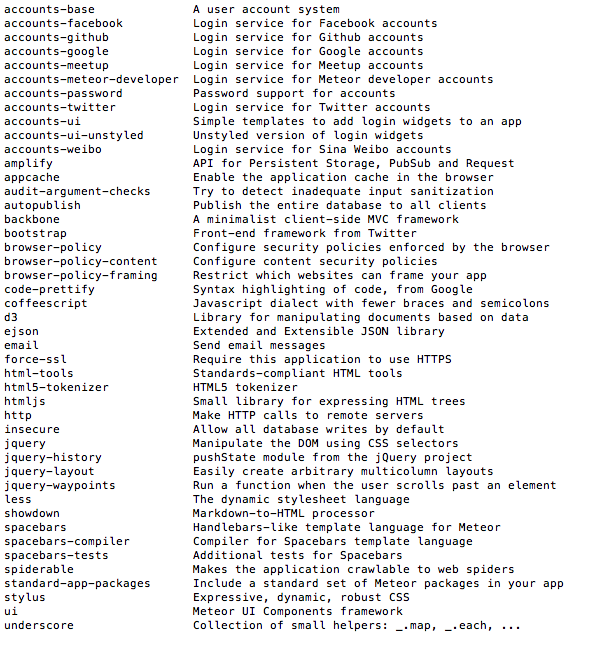 accounts-base              A user account system
accounts-facebook          Login service for Facebook accounts
accounts-github            Login service for Github accounts
accounts-google            Login service for Google accounts
accounts-meetup            Login service for Meetup accounts
accounts-meteor-developer  Login service for Meteor developer accounts
accounts-password          Password support for accounts
accounts-twitter           Login service for Twitter accounts
accounts-ui                Simple templates to add login widgets to an app
accounts-ui-unstyled       Unstyled version of login widgets
accounts-weibo             Login service for Sina Weibo accounts
amplify                    API for Persistent Storage, PubSub and Request
appcache                   Enable the application cache in the browser
audit-argument-checks      Try to detect inadequate input sanitization
autopublish                Publish the entire database to all clients
backbone                   A minimalist client-side MVC framework
bootstrap                  Front-end framework from Twitter
browser-policy             Configure security policies enforced by the browser
browser-policy-content     Configure content security policies
browser-policy-framing     Restrict which websites can frame your app
code-prettify              Syntax highlighting of code, from Google
coffeescript               Javascript dialect with fewer braces and semicolons
d3                         Library for manipulating documents based on data
ejson                      Extended and Extensible JSON library
email                      Send email messages
force-ssl                  Require this application to use HTTPS
html-tools                 Standards-compliant HTML tools
html5-tokenizer            HTML5 tokenizer
htmljs                     Small library for expressing HTML trees
http                       Make HTTP calls to remote servers
insecure                   Allow all database writes by default
jquery                     Manipulate the DOM using CSS selectors
jquery-history             pushState module from the jQuery project
jquery-layout              Easily create arbitrary multicolumn layouts
jquery-waypoints           Run a function when the user scrolls past an element
less                       The dynamic stylesheet language
showdown                   Markdown-to-HTML processor
spacebars                  Handlebars-like template language for Meteor
spacebars-compiler         Compiler for Spacebars template language
spacebars-tests            Additional tests for Spacebars
spiderable                 Makes the application crawlable to web spiders
standard-app-packages      Include a standard set of Meteor packages in your app
stylus                     Expressive, dynamic, robust CSS
ui                         Meteor UI Components framework
underscore                 Collection of small helpers: _.map, _.each, ...